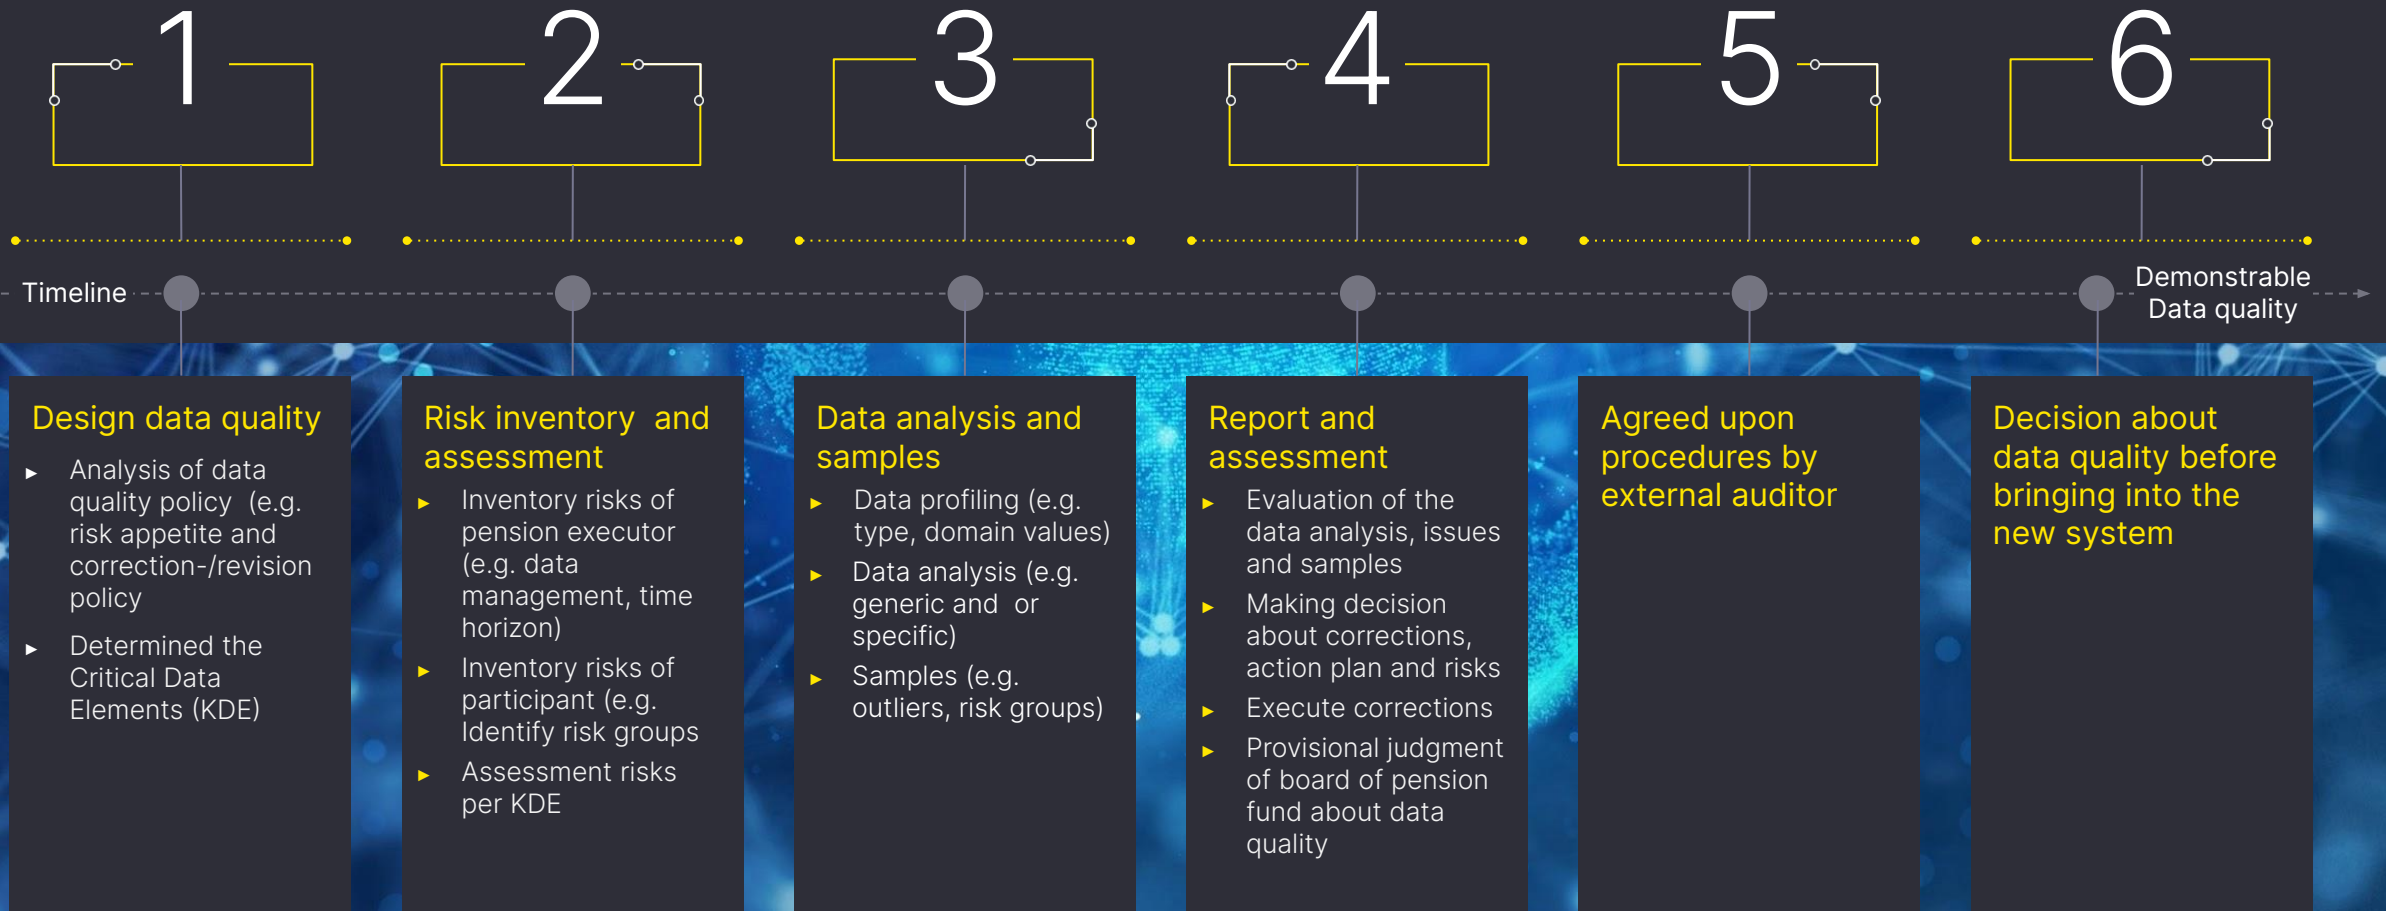 1
2
3
4
5
6
Timeline
Demonstrable
Data quality
Design data quality
► Analysis of data
quality policy (e.g.
risk appetite and
correction-/revision
policy
► Determined the
Critical Data
Elements (KDE)
Risk inventory and
assessment
► Inventory risks of
pension executor
(e.g. data
management, time
horizon)
► Inventory risks of
participant (e.g.
Identify risk groups
► Assessment risks
per KDE
Data analysis and
samples
► Data profiling (e.g.
type, domain values)
► Data analysis (e.g.
generic and or
specific)
► Samples (e.g.
outliers, risk groups)
Report and
assessment
► Evaluation of the
data analysis, issues
and samples
► Making decision
about corrections,
action plan and risks
► Execute corrections
► Provisional judgment
of board of pension
fund about data
quality
Agreed upon
procedures by
external auditor
Decision about
data quality before
bringing into the
new system